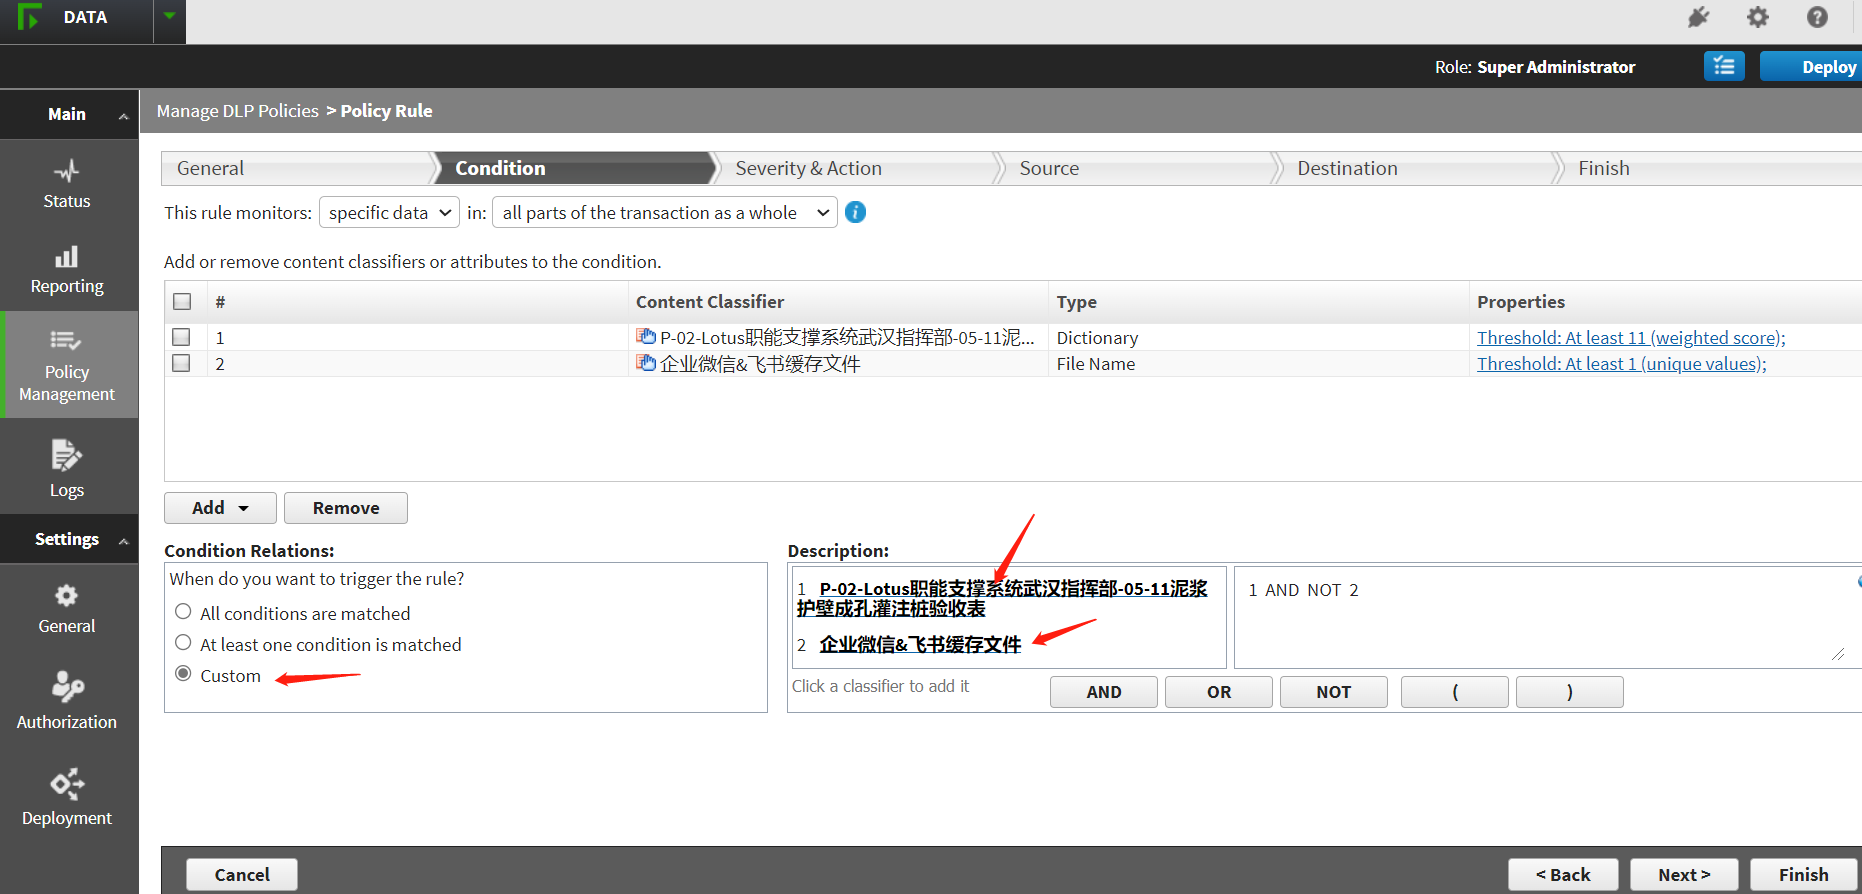 DATA
Role: Super Administrator
Deploy
Main
Manage DLP Policies > Policy Rule
General
Condition
Severity & Action
Source
Destination
Finish
Status
This rule monitors: specific data in: all parts of the transaction as a whole
Reporting
Add or remove content classifiers or attributes to the condition.
# Content Classifier Type Properties
1 P-02-Lotus职能支撑系统武汉指挥部-05-11泥... Dictionary Threshold: At least 11 (weighted score);
2 企业微信&飞书缓存文件 File Name Threshold: At least 1 (unique values);
Policy
Management
Logs
Add Remove
Settings
Condition Relations:
When do you want to trigger the rule?
All conditions are matched
At least one condition is matched
Custom
Description:
1 P-02-Lotus职能支撑系统武汉指挥部-05-11泥浆
护壁成孔灌注桩验收表
2 企业微信&飞书缓存文件
1 AND NOT 2
Click a classifier to add it
AND OR NOT ( )
General
Authorization
Deployment
Cancel
< Back
Next >
Finish